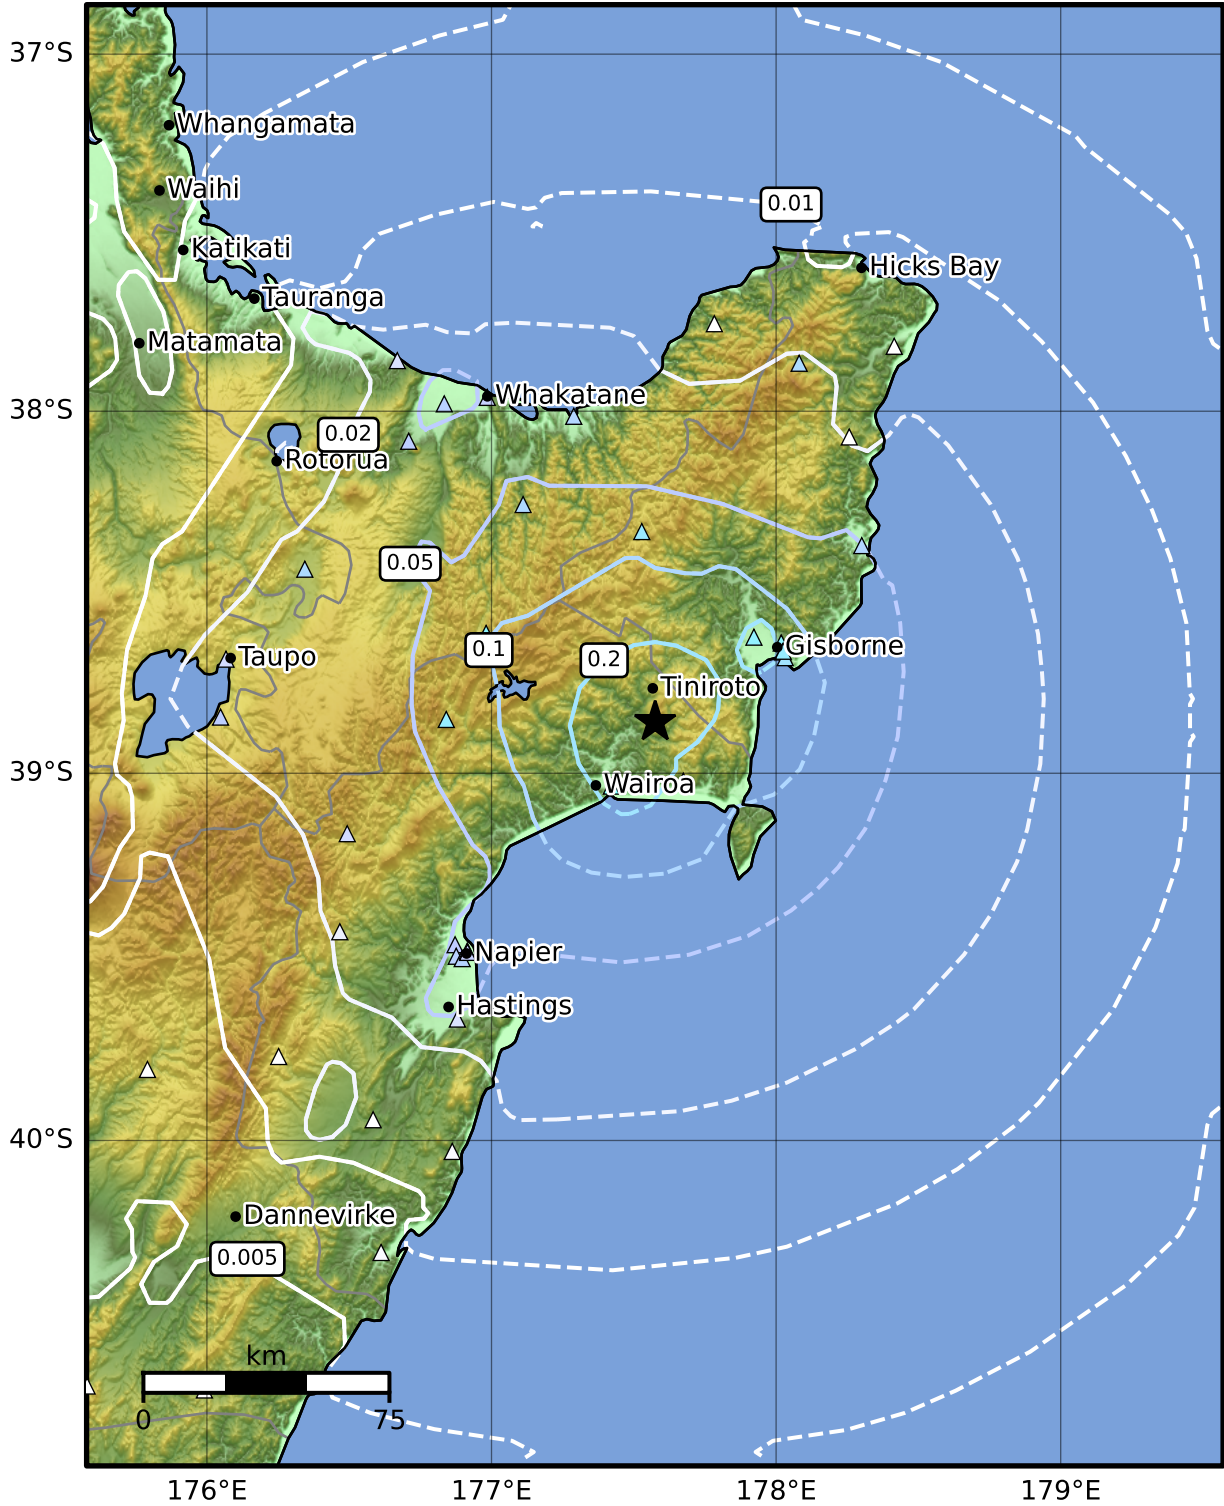 37°S
Whangamata
Waihi
0.01
Katikati
Hicks Bay
Tauranga
Matamata
Whakatane
38°S
0.02
Rotorua
0.05
0.1
0.2
Gisborne
Taupo
Tiniroto
39°S
Wairoa
Napier
Hastings
40°S
Dannevirke
0.005
km
0 75
176°E 177°E 178°E 179°E